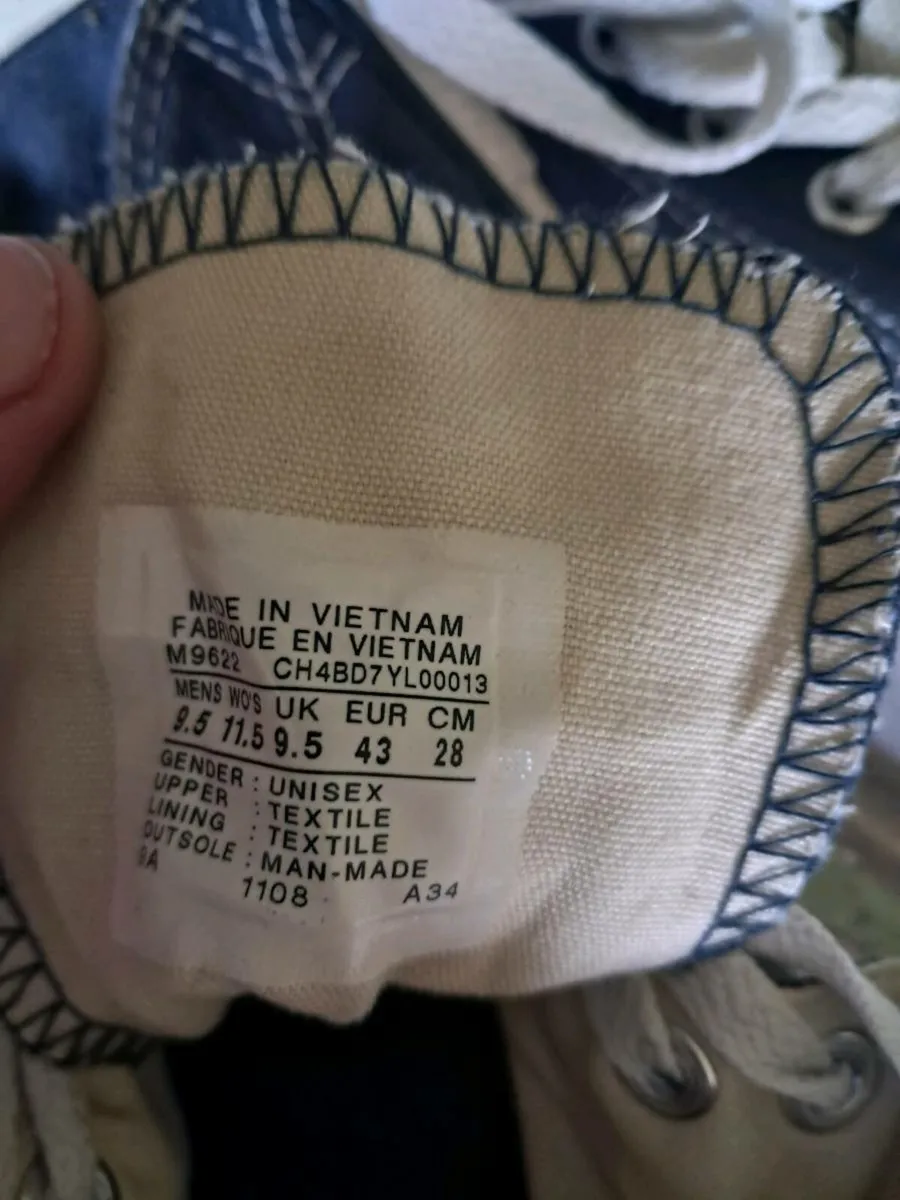 MADE IN VIETNAM
FABRIQUE EN VIETNAM
M9622 CH4BD7YL00013
MENS WO'S UK EUR CM
9.5 11.5 9.5 43 28
GENDER : UNISEX
UPPER : TEXTILE
LINING : TEXTILE
OUTSOLE : MAN-MADE
1108 A34